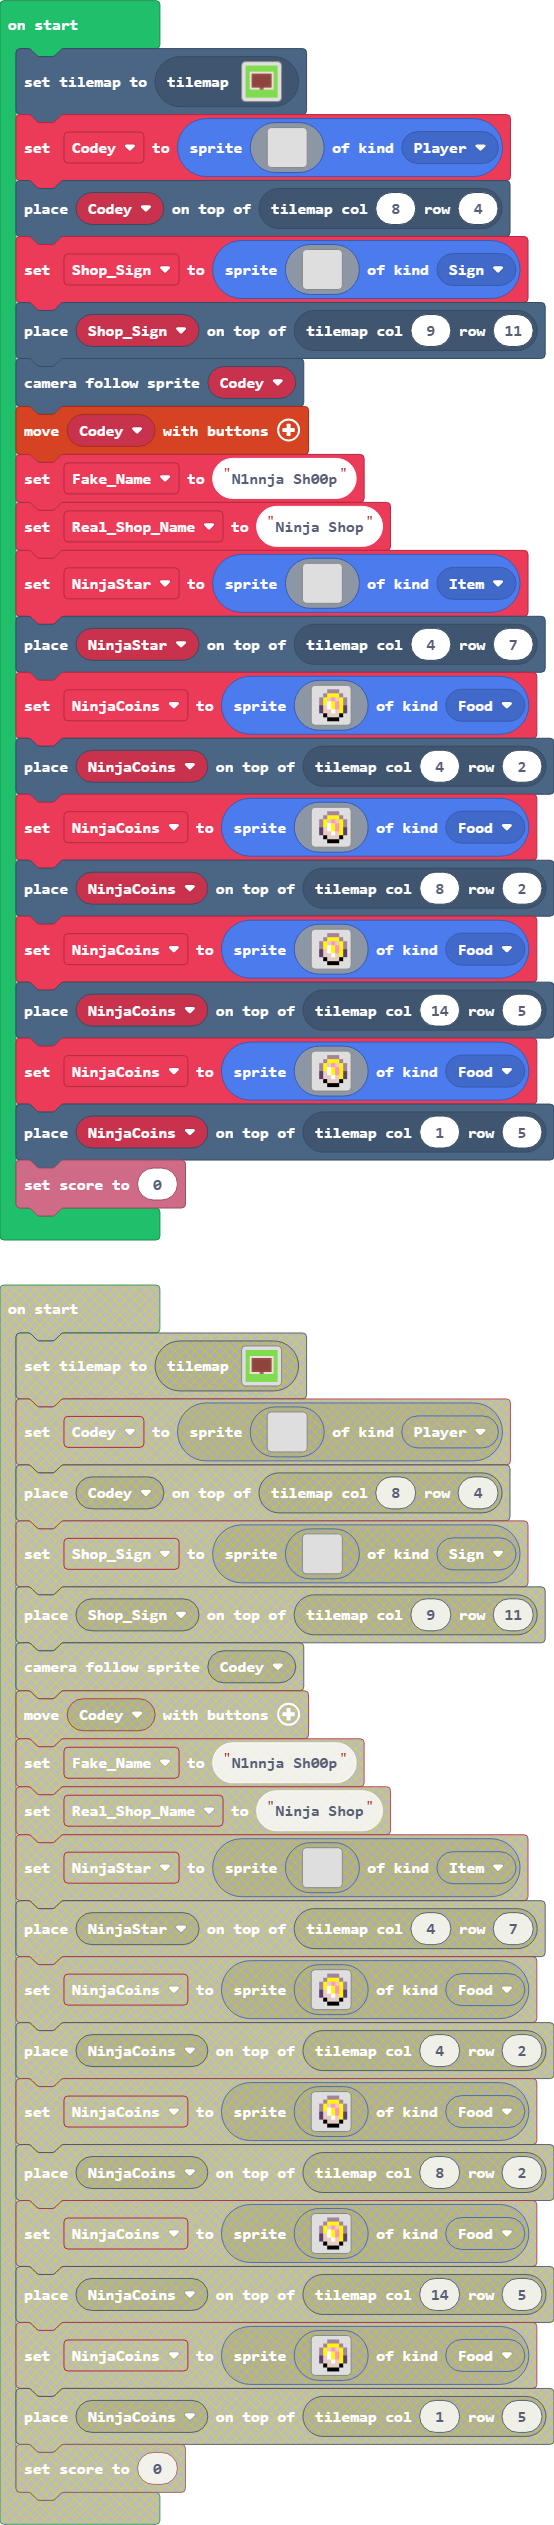 on start
set tilemap to tilemap
set Codey to sprite of kind Player
place Codey on top of tilemap col 8 row 4
set Shop_Sign to sprite of kind Sign
place Shop_Sign on top of tilemap col 9 row 11
camera follow sprite Codey
move Codey with buttons
set Fake_Name to "N1nnja Sh00p"
set Real_Shop_Name to "Ninja Shop"
set NinjaStar to sprite of kind Item
place NinjaStar on top of tilemap col 4 row 7
set NinjaCoins to sprite of kind Food
place NinjaCoins on top of tilemap col 4 row 2
set NinjaCoins to sprite of kind Food
place NinjaCoins on top of tilemap col 8 row 2
set NinjaCoins to sprite of kind Food
place NinjaCoins on top of tilemap col 14 row 5
set NinjaCoins to sprite of kind Food
place NinjaCoins on top of tilemap col 1 row 5
set score to 0
on start
set tilemap to tilemap
set Codey to sprite of kind Player
place Codey on top of tilemap col 8 row 4
set Shop_Sign to sprite of kind Sign
place Shop_Sign on top of tilemap col 9 row 11
camera follow sprite Codey
move Codey with buttons
set Fake_Name to "N1nnja Sh00p"
set Real_Shop_Name to "Ninja Shop"
set NinjaStar to sprite of kind Item
place NinjaStar on top of tilemap col 4 row 7
set NinjaCoins to sprite of kind Food
place NinjaCoins on top of tilemap col 4 row 2
set NinjaCoins to sprite of kind Food
place NinjaCoins on top of tilemap col 8 row 2
set NinjaCoins to sprite of kind Food
place NinjaCoins on top of tilemap col 14 row 5
set NinjaCoins to sprite of kind Food
place NinjaCoins on top of tilemap col 1 row 5
set score to 0